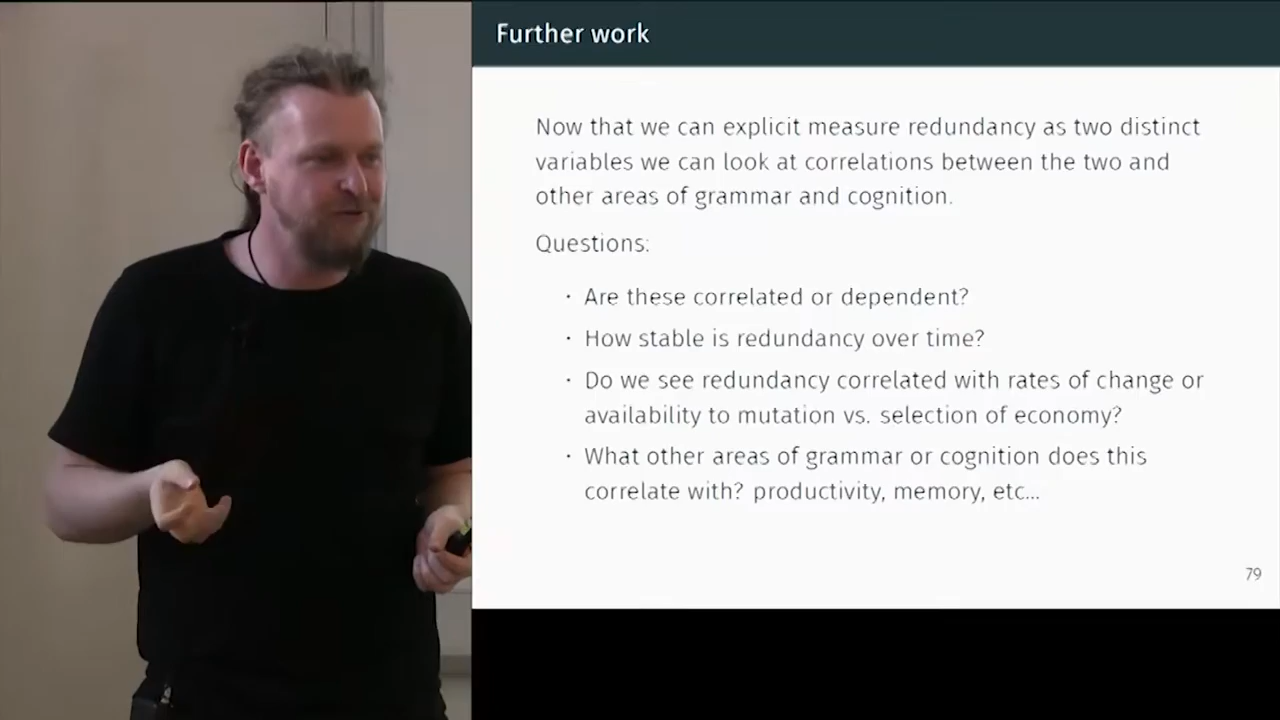 Further work
Now that we can explicit measure redundancy as two distinct
variables we can look at correlations between the two and
other areas of grammar and cognition.
Questions:
· Are these correlated or dependent?
· How stable is redundancy over time?
· Do we see redundancy correlated with rates of change or
availability to mutation vs. selection of economy?
· What other areas of grammar or cognition does this
correlate with? productivity, memory, etc...
79